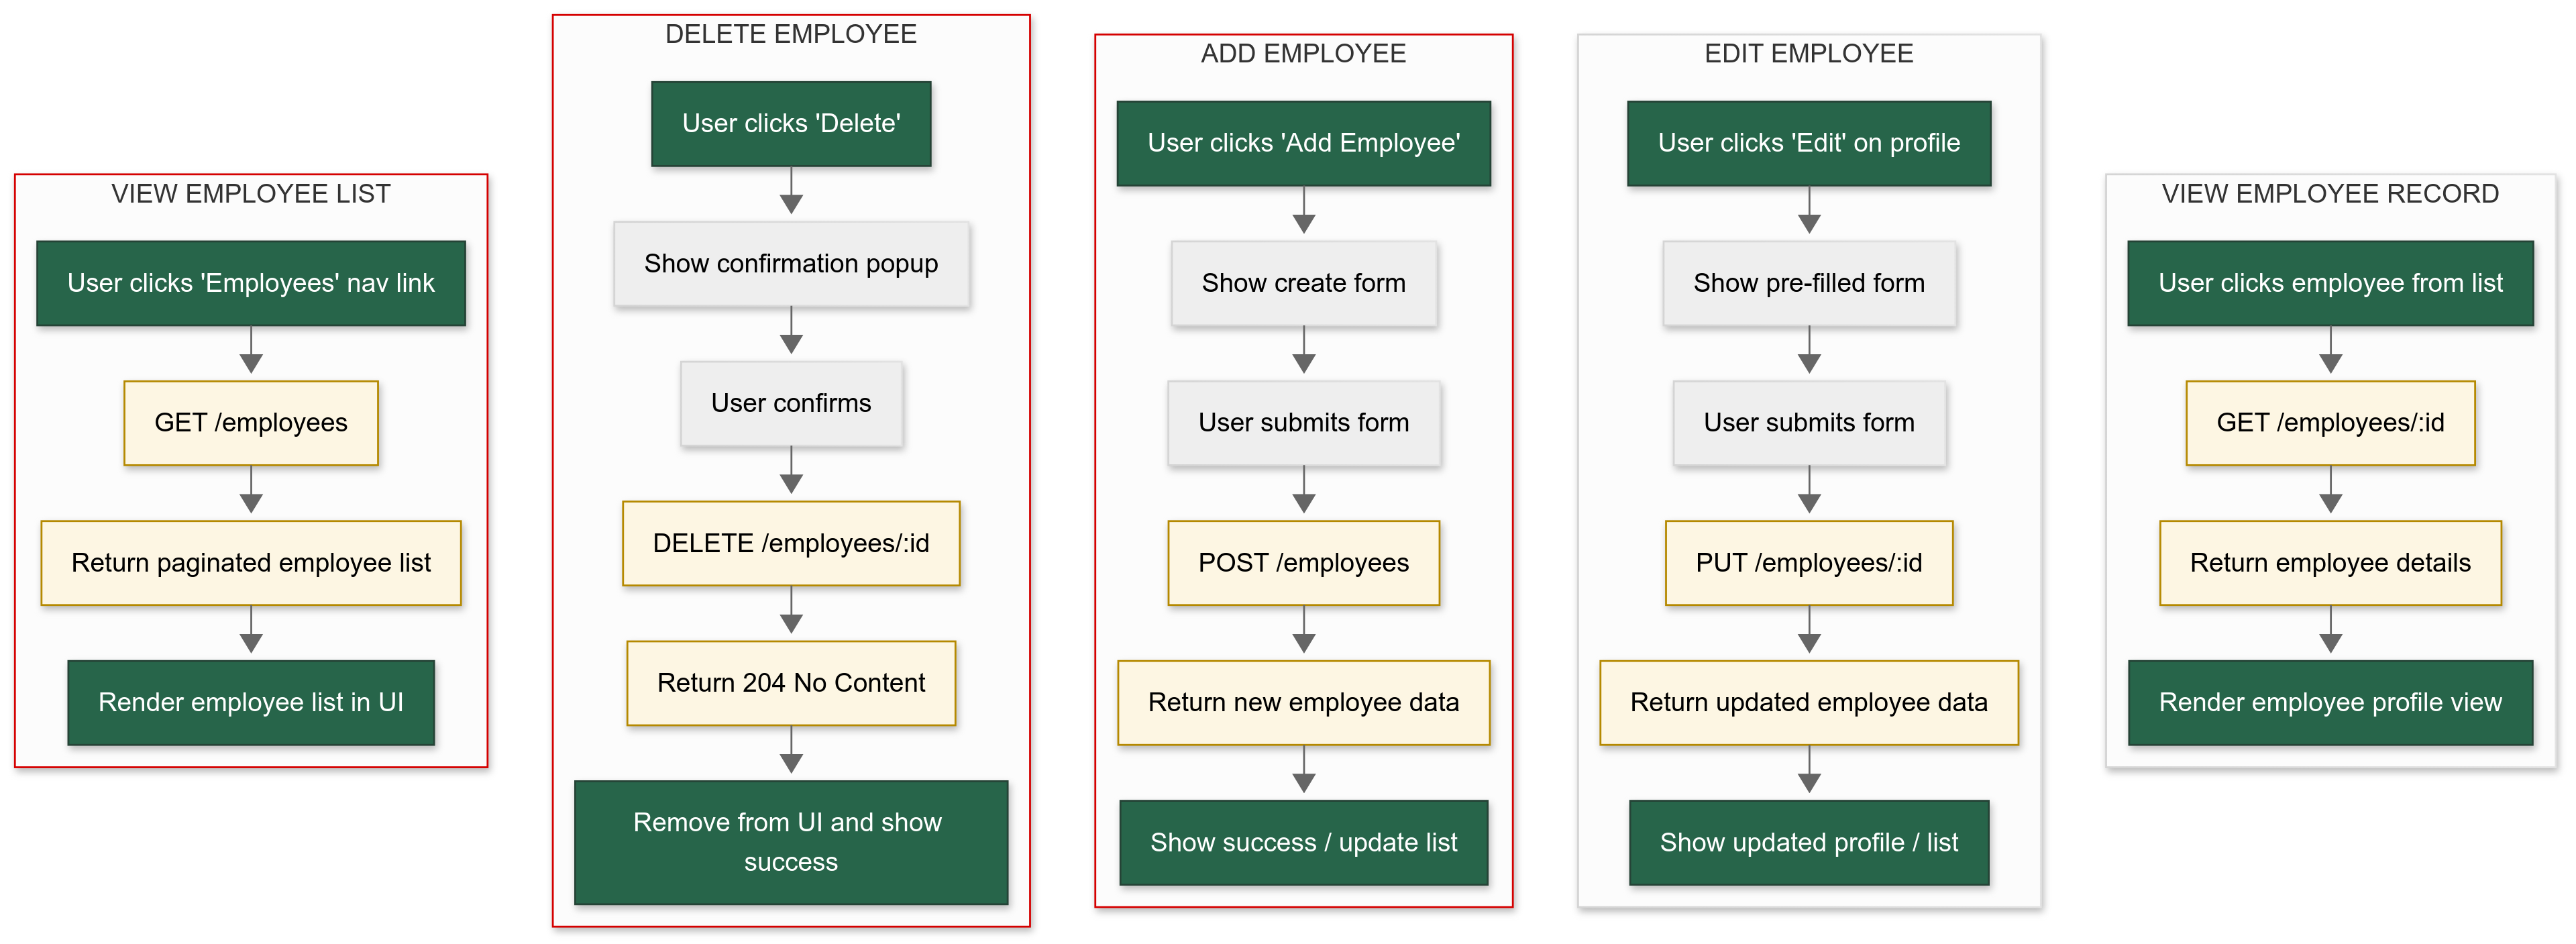 VIEW EMPLOYEE LIST
User clicks 'Employees' nav link
GET /employees
Return paginated employee list
Render employee list in UI
DELETE EMPLOYEE
User clicks 'Delete'
Show confirmation popup
User confirms
DELETE /employees/:id
Return 204 No Content
Remove from UI and show
success
ADD EMPLOYEE
User clicks 'Add Employee'
Show create form
User submits form
POST /employees
Return new employee data
Show success / update list
EDIT EMPLOYEE
User clicks 'Edit' on profile
Show pre-filled form
User submits form
PUT /employees/:id
Return updated employee data
Show updated profile / list
VIEW EMPLOYEE RECORD
User clicks employee from list
GET /employees/:id
Return employee details
Render employee profile view